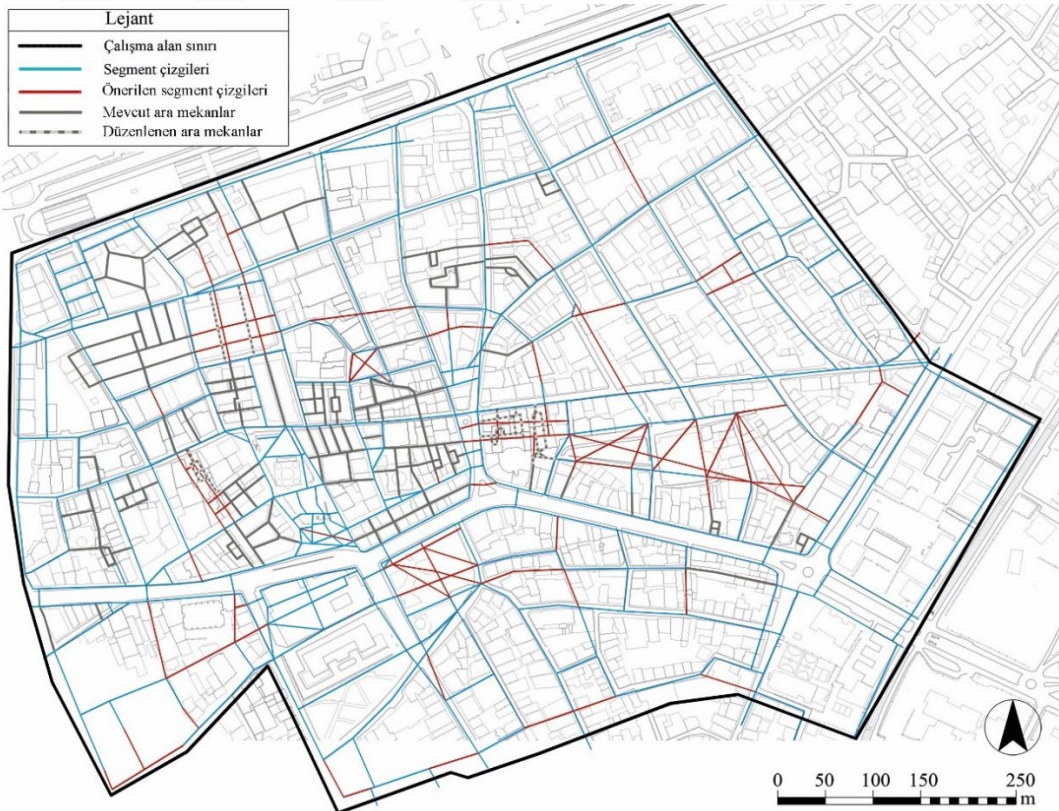 Lejant
Çalışma alan sınırı
Segment çizgileri
Önerilen segment çizgileri
Mevcut ara mekanlar
Düzenlenen ara mekanlar
0 50 100 150 250
m